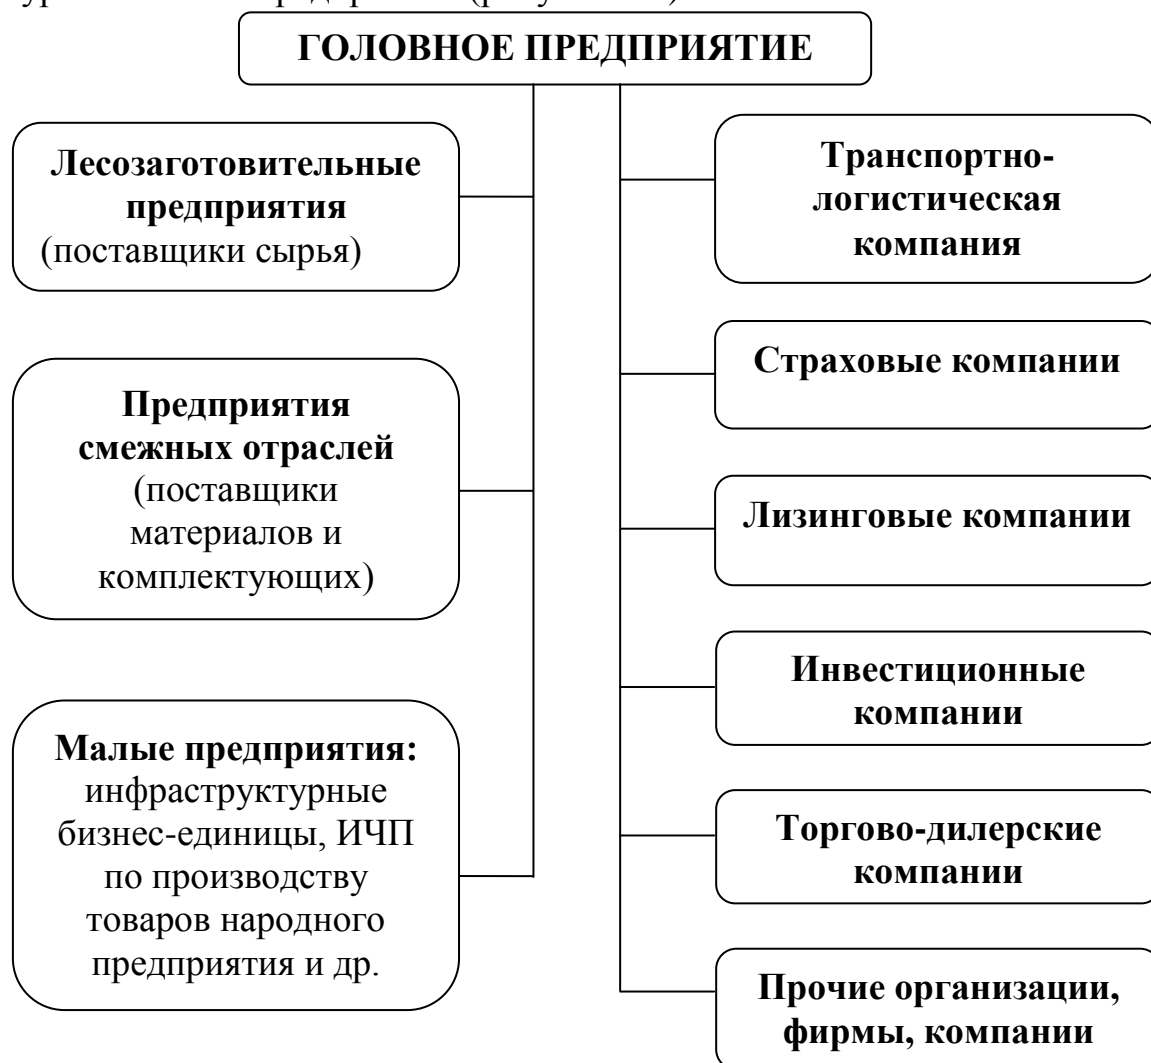 ГОЛОВНОЕ ПРЕДПРИЯТИЕ
Лесозаготовительные
предприятия
(поставщики сырья)
Предприятия
смежных отраслей
(поставщики
материалов и
комплектующих)
Малые предприятия:
инфраструктурные
бизнес-единицы, ИЧП
по производству
товаров народного
предприятия и др.
Транспортно-
логистическая
компания
Страховые компании
Лизинговые компании
Инвестиционные
компании
Торгово-дилерские
компании
Прочие организации,
фирмы, компании